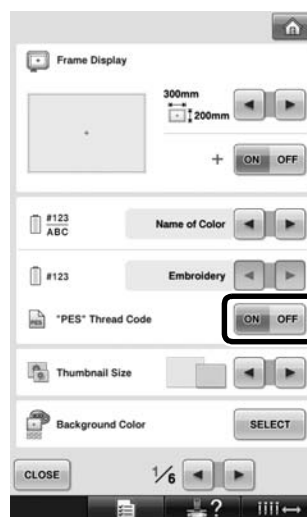 Frame Display
300mm
200mm
+ ON OFF
#123
ABC
Name of Color
#123 Embroidery
PES "PES" Thread Code ON OFF
Thumbnail Size
Background Color SELECT
CLOSE 1/6
?